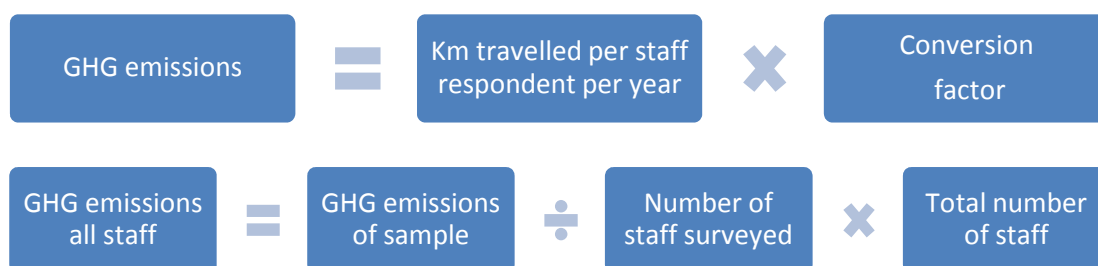 GHG emissions
=
Km travelled per staff
respondent per year
×
Conversion
factor
GHG emissions
all staff
=
GHG emissions
of sample
÷
Number of
staff surveyed
×
Total number
of staff